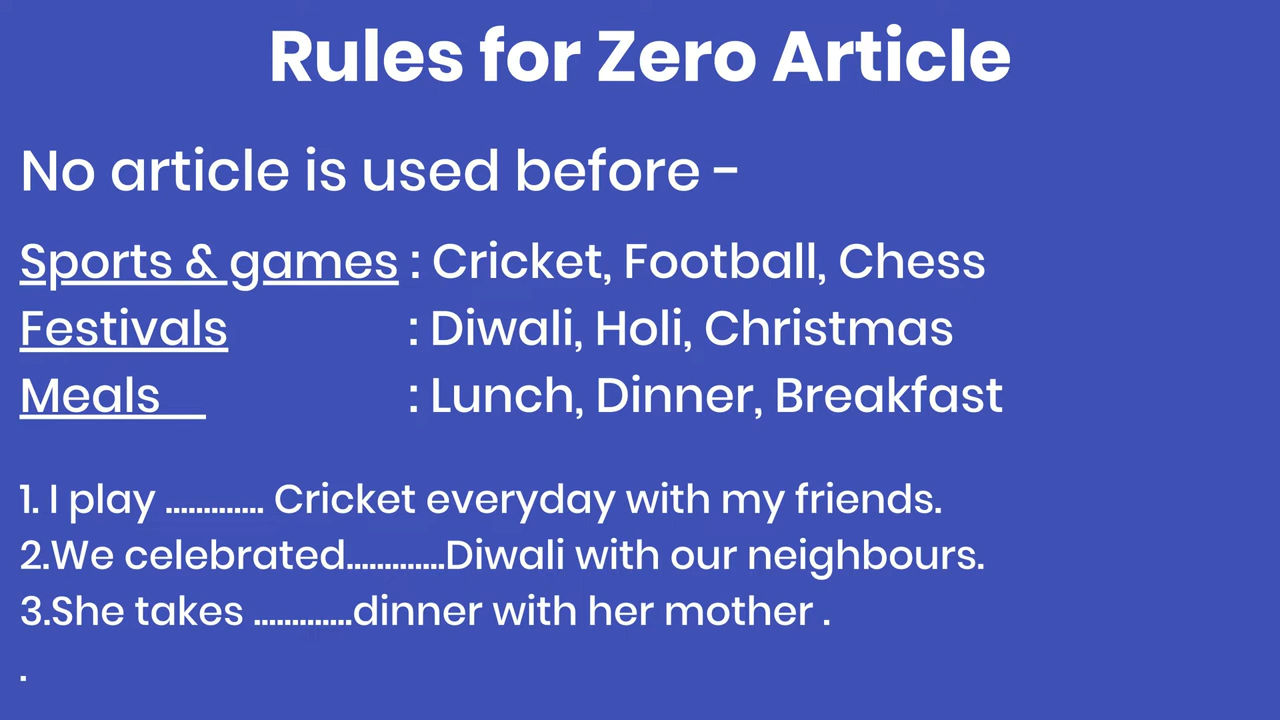 Rules for Zero Article
No article is used before -
Sports & games : Cricket, Football, Chess
Festivals : Diwali, Holi, Christmas
Meals : Lunch, Dinner, Breakfast
1. I play ............. Cricket everyday with my friends.
2.We celebrated.............Diwali with our neighbours.
3.She takes .............dinner with her mother .
.